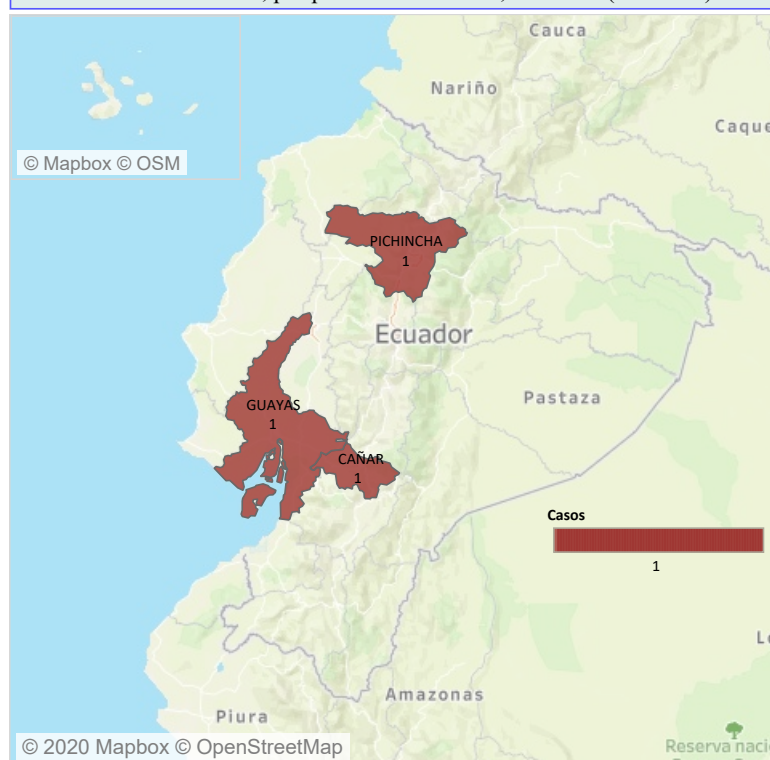 Cauca
Nariño
Caque
© Mapbox © OSM
PICHINCHA
1
Ecuador
Pastaza
GUAYAS
1
CAÑAR
1
Casos
1
Amazonas
Piura
© 2020 Mapbox © OpenStreetMap
Reserva naci